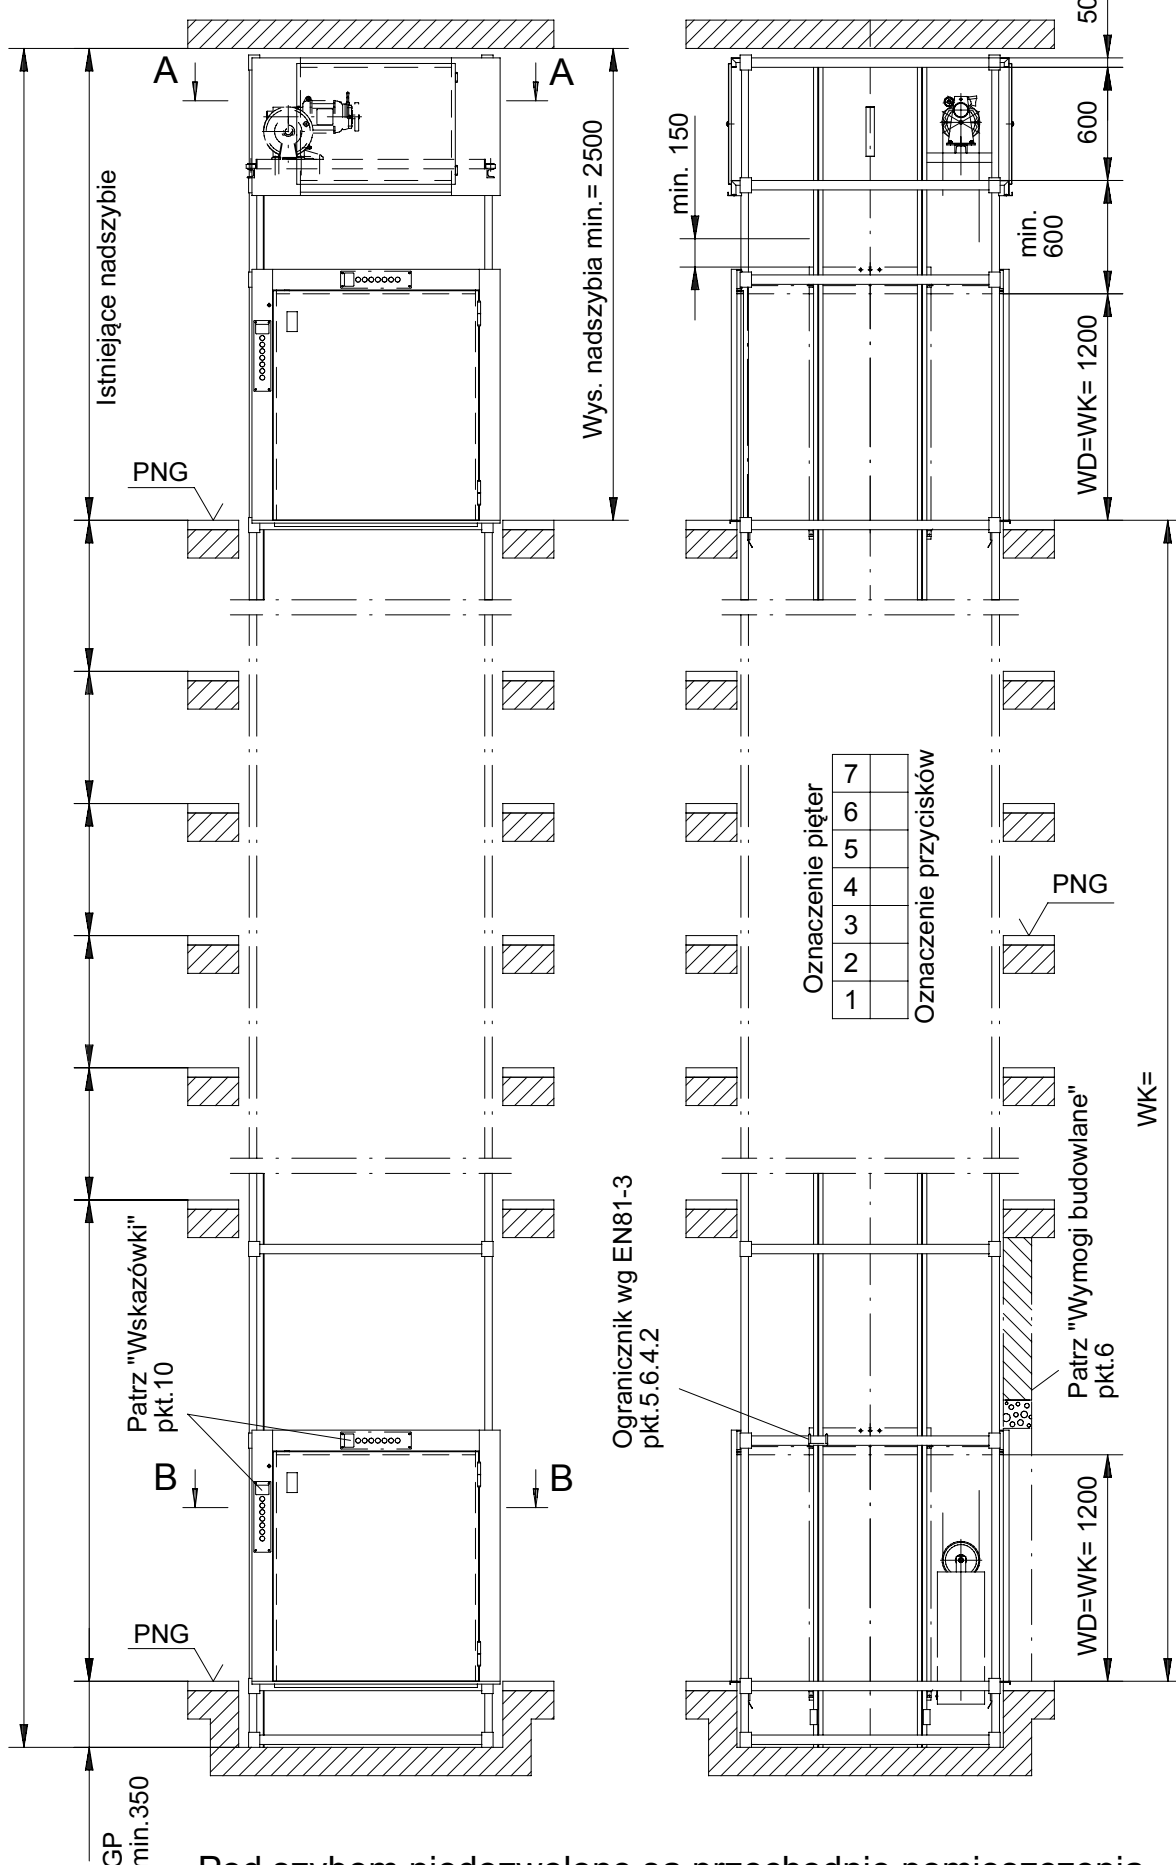 50
A
A
600
min. 150
Istniejące nadszybie
Wys. nadszybia min.= 2500
min.
600
WD=WK= 1200
PNG
Oznaczenie pięter
7
6
5
4
3
2
1
Oznaczenie przycisków
PNG
WK=
Patrz "Wskazówki"
pkt.10
Ogranicznik wg EN81-3
pkt.5.6.4.2
Patrz "Wymogi budowlane"
pkt.6
B
B
WD=WK= 1200
PNG
GP
min.350
Pod szybem niedozwolone są przechodnie pomieszczenia